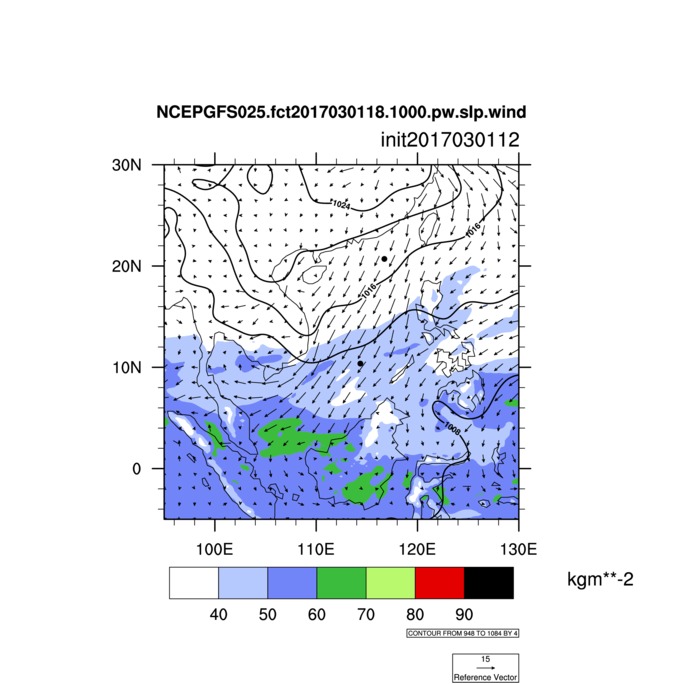 NCEPGFS025.fct2017030118.1000.pw.slp.wind
init2017030112
30N
1024
1016
20N
1016
10N
1008
0
100E 110E 120E 130E
kgm**-2
40 50 60 70 80 90
CONTOUR FROM 948 TO 1084 BY 4
15
Reference Vector